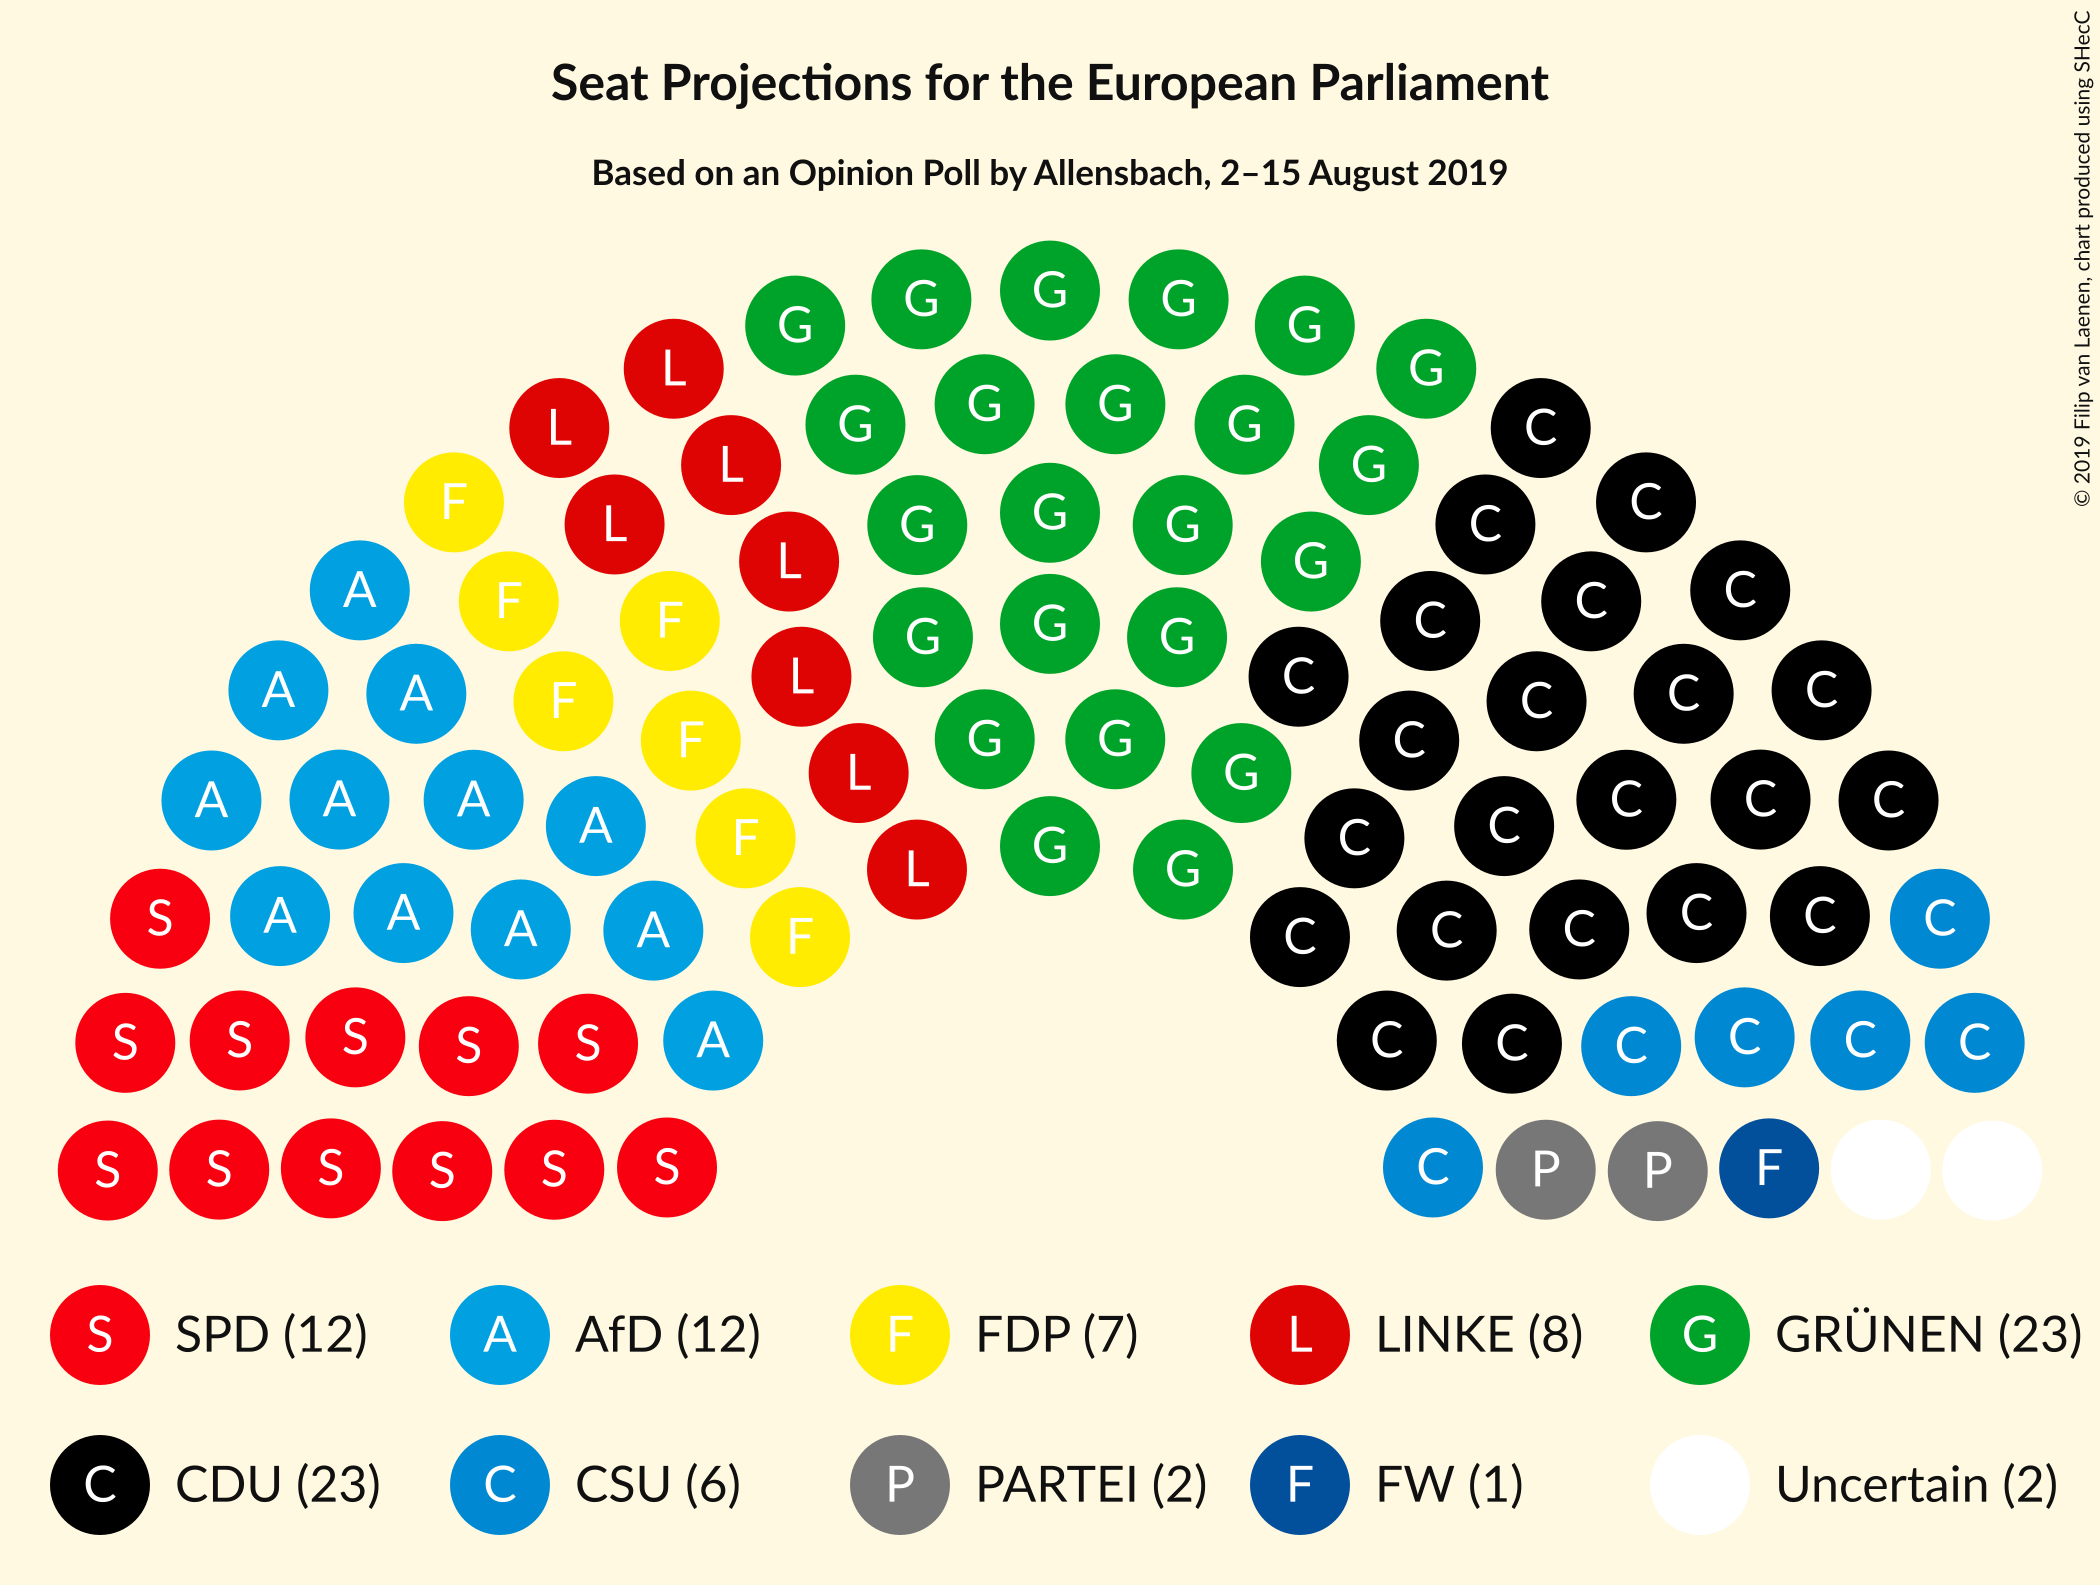 Seat Projections for the European Parliament
Based on an Opinion Poll by Allensbach, 2–15 August 2019
© 2019 Filip van Laenen, chart produced using SHecC
G G G G G
L G
L G G G G C
L G
F L G G G C C
L G
A F F G G G C C C
A A F L C C C C
F G G C
A A A A F L G C C C C C
L G G
S A A A A F C C C C C C
S S S S S A C C C C C C
S S S S S S C P P F
S SPD (12) A AfD (12) F FDP (7) L LINKE (8) G GRÜNEN (23)
C CDU (23) C CSU (6) P PARTEI (2) F FW (1) Uncertain (2)